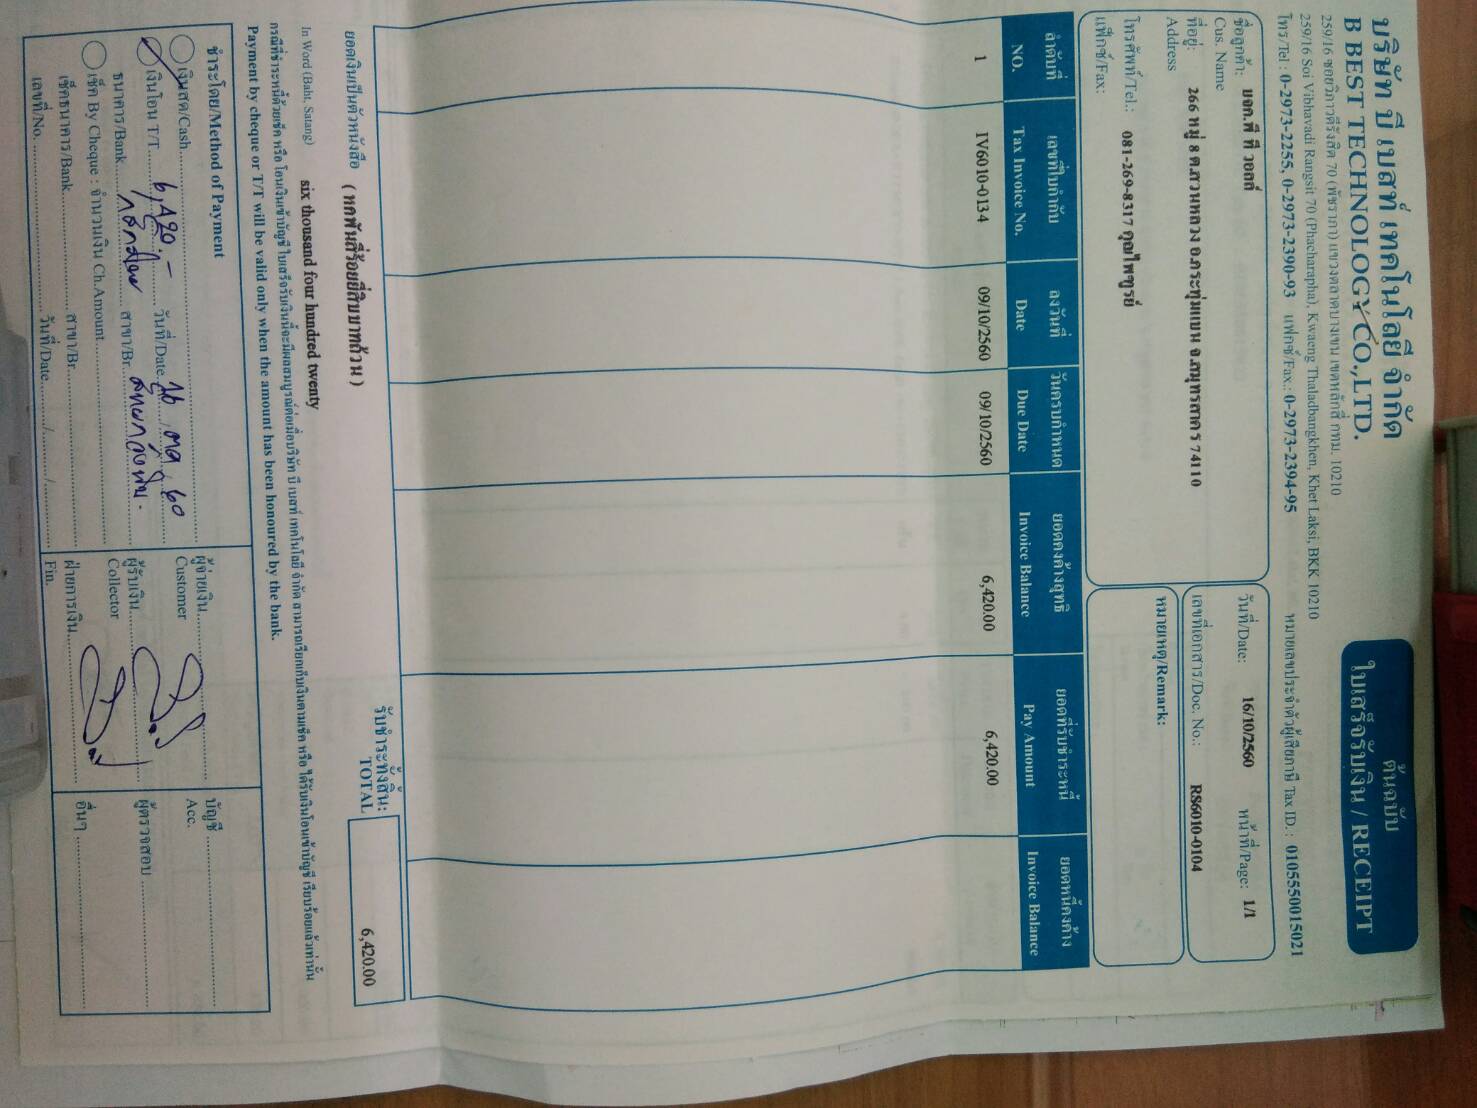 บริษัท บี เบสท์ เทคโนโลยี จำกัด
B BEST TECHNOLOGY CO.,LTD.
259/16 ซอยวิภาวดีรังสิต 70 (พัชราภา) แขวงตลาดบางเขน เขตหลักสี่ กทม. 10210
259/16 Soi Vibhavadi Rangsit 70 (Phacharapha), Kwaeng Thaladbangkhen, Khet Laksi, BKK 10210
โทร/Tel : 0-2973-2255, 0-2973-2390-93 แฟกซ์/Fax.: 0-2973-2394-95
หมายเลขประจำตัวผู้เสียภาษี Tax ID. : 0105550015021
ต้นฉบับ
ใบเสร็จรับเงิน / RECEIPT
ชื่อลูกค้า: บจก.พี ที วอลล์
Cus. Name
ที่อยู่: 266 หมู่ 8 ต.สวนหลวง อ.กระทุ่มแบน จ.สมุทรสาคร 74110
Address
โทรศัพท์/Tel.: 081-269-8317 คุณไพฑูรย์
แฟ็กซ์/Fax:
วันที่/Date: 16/10/2560 หน้าที่/Page: 1/1
เลขที่เอกสาร/Doc. No.: RS6010-0104
หมายเหตุ/Remark:
ลำดับที่ เลขที่ใบกำกับ ลงวันที่ วันครบกำหนด ยอดคงค้างสุทธิ ยอดที่รับชำระหนี้ ยอดหนี้คงค้าง
NO. Tax Invoice No. Date Due Date Invoice Balance Pay Amount Invoice Balance
1 IV6010-0134 09/10/2560 09/10/2560 6,420.00 6,420.00
ยอดเงินเป็นตัวหนังสือ ( หกพันสี่ร้อยยี่สิบบาทถ้วน )
In Word (Baht, Satang) six thousand four hundred twenty
รับชำระทั้งสิ้น: 6,420.00
TOTAL
กรณีที่ชำระหนี้ด้วยเช็ค หรือ โอนเงินเข้าบัญชี ใบเสร็จรับเงินนี้จะมีผลสมบูรณ์ต่อเมื่อบริษัท บี เบสท์ เทคโนโลยี จำกัด สามารถเรียกเก็บเงินตามเช็ค หรือ ได้รับเงินโอนเข้าบัญชี เรียบร้อยแล้วเท่านั้น
Payment by cheque or T/T will be valid only when the amount has been honoured by the bank.
ชำระโดย/Method of Payment
เงินสด/Cash
เงินโอน T/T 6,420.- วันที่/Date 16 ตุล 60
ธนาคาร/Bank กสิกรไทย สาขา/Br.
เช็ค By Cheque : จำนวนเงิน Ch.Amount
เช็คธนาคาร/Bank สาขา/Br.
เลขที่/No. วันที่/Date / /
ผู้จ่ายเงิน
Customer
ผู้รับเงิน
Collector
ฝ่ายการเงิน
Fin.
บัญชี
Acc.
ผู้ตรวจสอบ
อื่นๆ